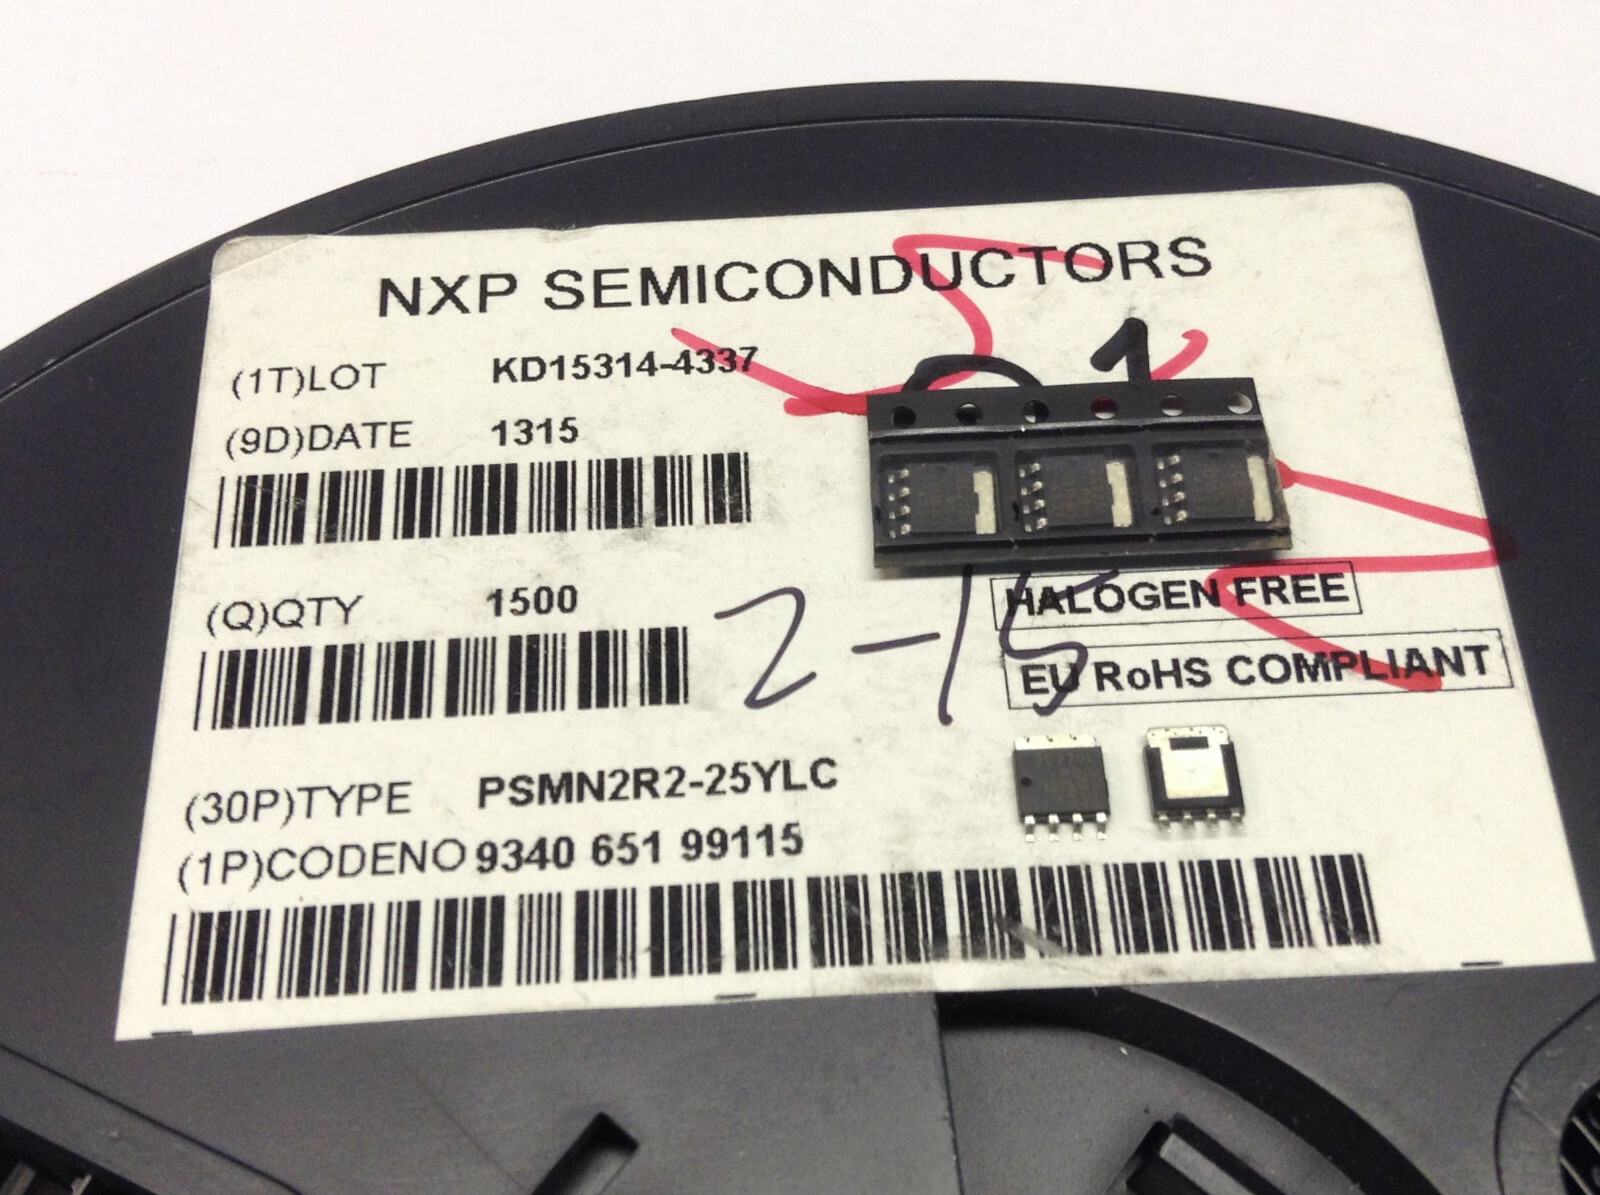 NXP SEMICONDUCTORS
(1T)LOT KD15314-4337
(9D)DATE 1315
(Q)QTY 1500
2-15
HALOGEN FREE
EU RoHS COMPLIANT
(30P)TYPE PSMN2R2-25YLC
(1P)CODENO 9340 651 99115